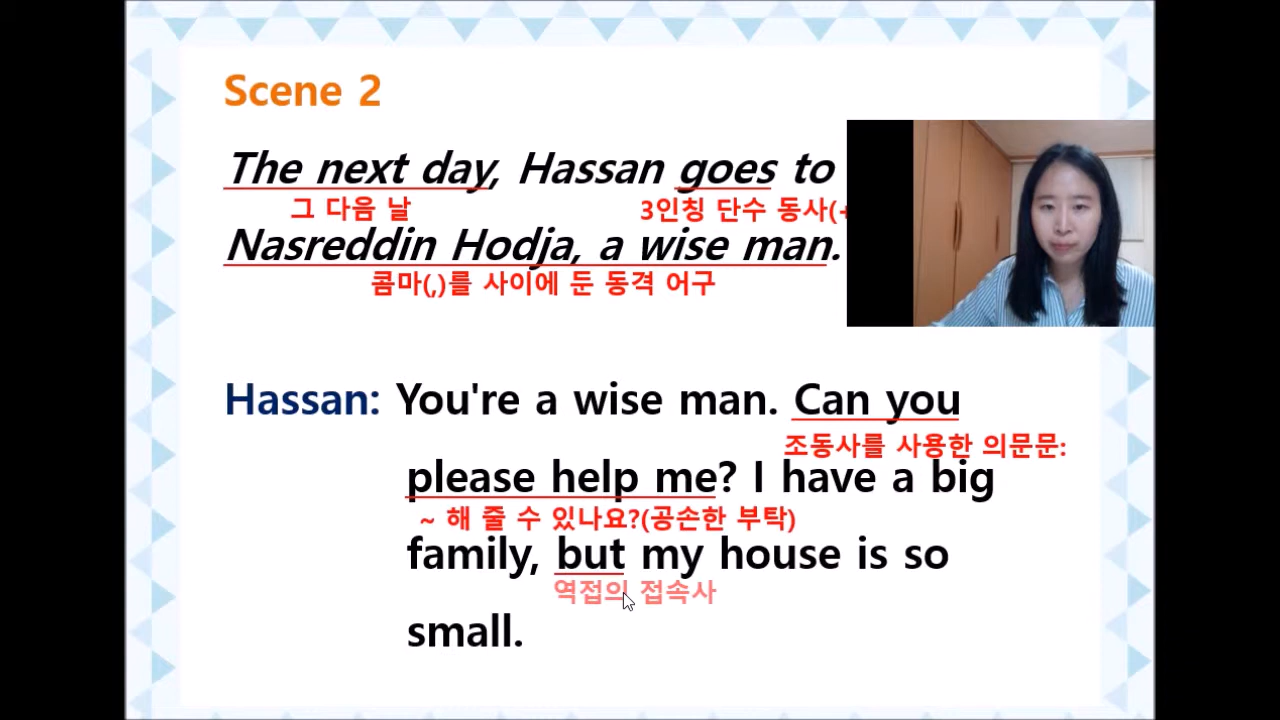 Scene 2
The next day, Hassan goes to
그 다음 날 3인칭 단수 동사(+
Nasreddin Hodja, a wise man.
콤마(,)를 사이에 둔 동격 어구
Hassan: You're a wise man. Can you
조동사를 사용한 의문문:
please help me? I have a big
~ 해 줄 수 있나요?(공손한 부탁)
family, but my house is so
역접의 접속사
small.